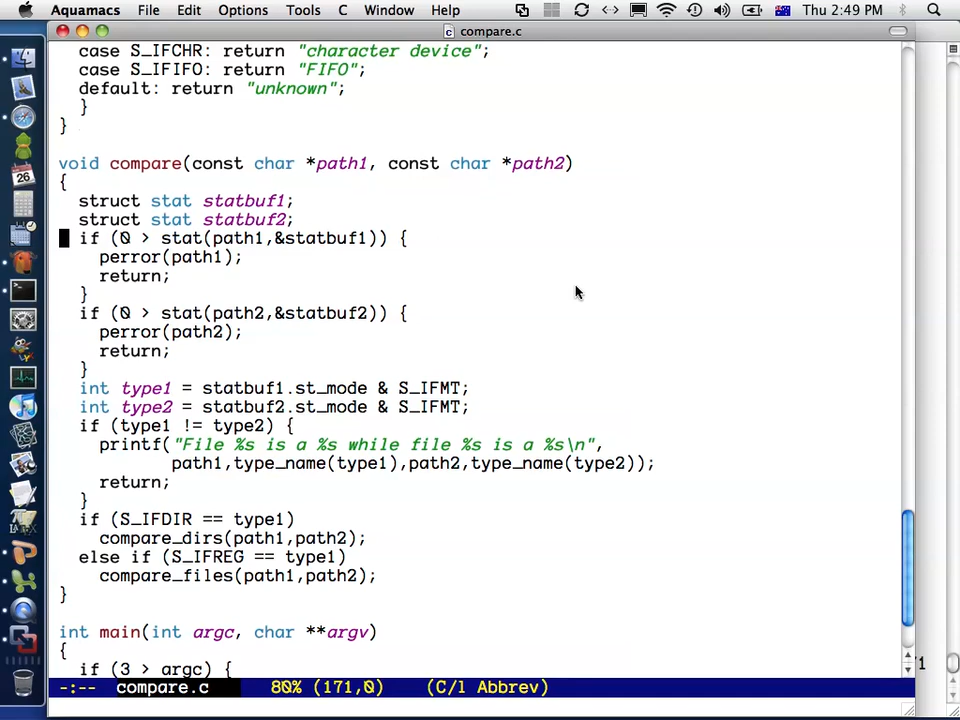 Aquamacs File Edit Options Tools C Window Help Thu 2:49 PM
compare.c
case S_IFCHR: return "character device";
case S_IFIFO: return "FIFO";
default: return "unknown";
}
}
void compare(const char *path1, const char *path2)
{
struct stat statbuf1;
struct stat statbuf2;
if (0 > stat(path1,&statbuf1)) {
perror(path1);
return;
}
if (0 > stat(path2,&statbuf2)) {
perror(path2);
return;
}
int type1 = statbuf1.st_mode & S_IFMT;
int type2 = statbuf2.st_mode & S_IFMT;
if (type1 != type2) {
printf("File %s is a %s while file %s is a %s\n",
path1,type_name(type1),path2,type_name(type2));
return;
}
if (S_IFDIR == type1)
compare_dirs(path1,path2);
else if (S_IFREG == type1)
compare_files(path1,path2);
}
int main(int argc, char **argv)
{
if (3 > argc) {
-:-- compare.c 80% (171,0) (C/l Abbrev)